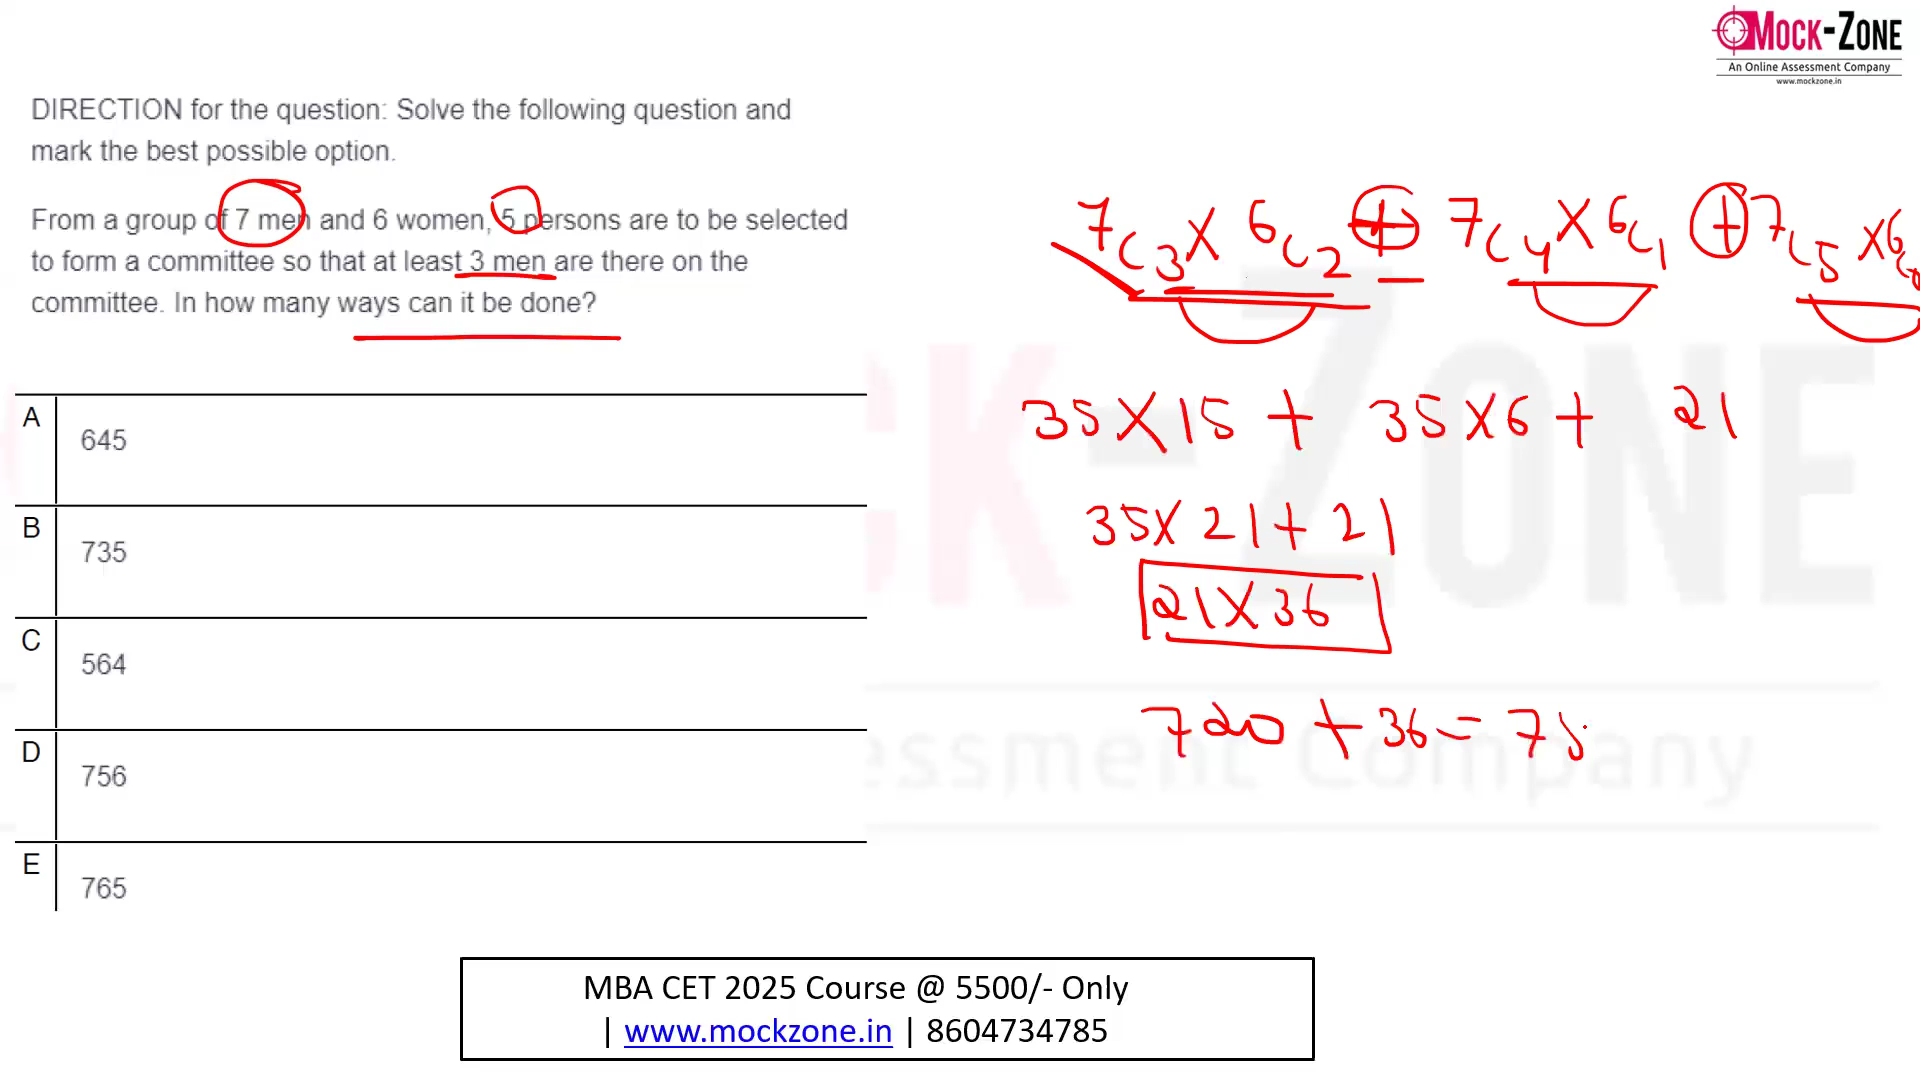 MOCK-ZONE
An Online Assessment Company
www.mockzone.in
DIRECTION for the question: Solve the following question and
mark the best possible option.
From a group of 7 men and 6 women, 5 persons are to be selected
to form a committee so that at least 3 men are there on the
committee. In how many ways can it be done?
7C3 X 6C2 + 7C4 X 6C1 + 7C5 X 6C0
35 X 15 + 35 X 6 + 21
35 X 21 + 21
21 X 36
720 + 36 = 75
A 645
B 735
C 564
D 756
E 765
MBA CET 2025 Course @ 5500/- Only
| www.mockzone.in | 8604734785